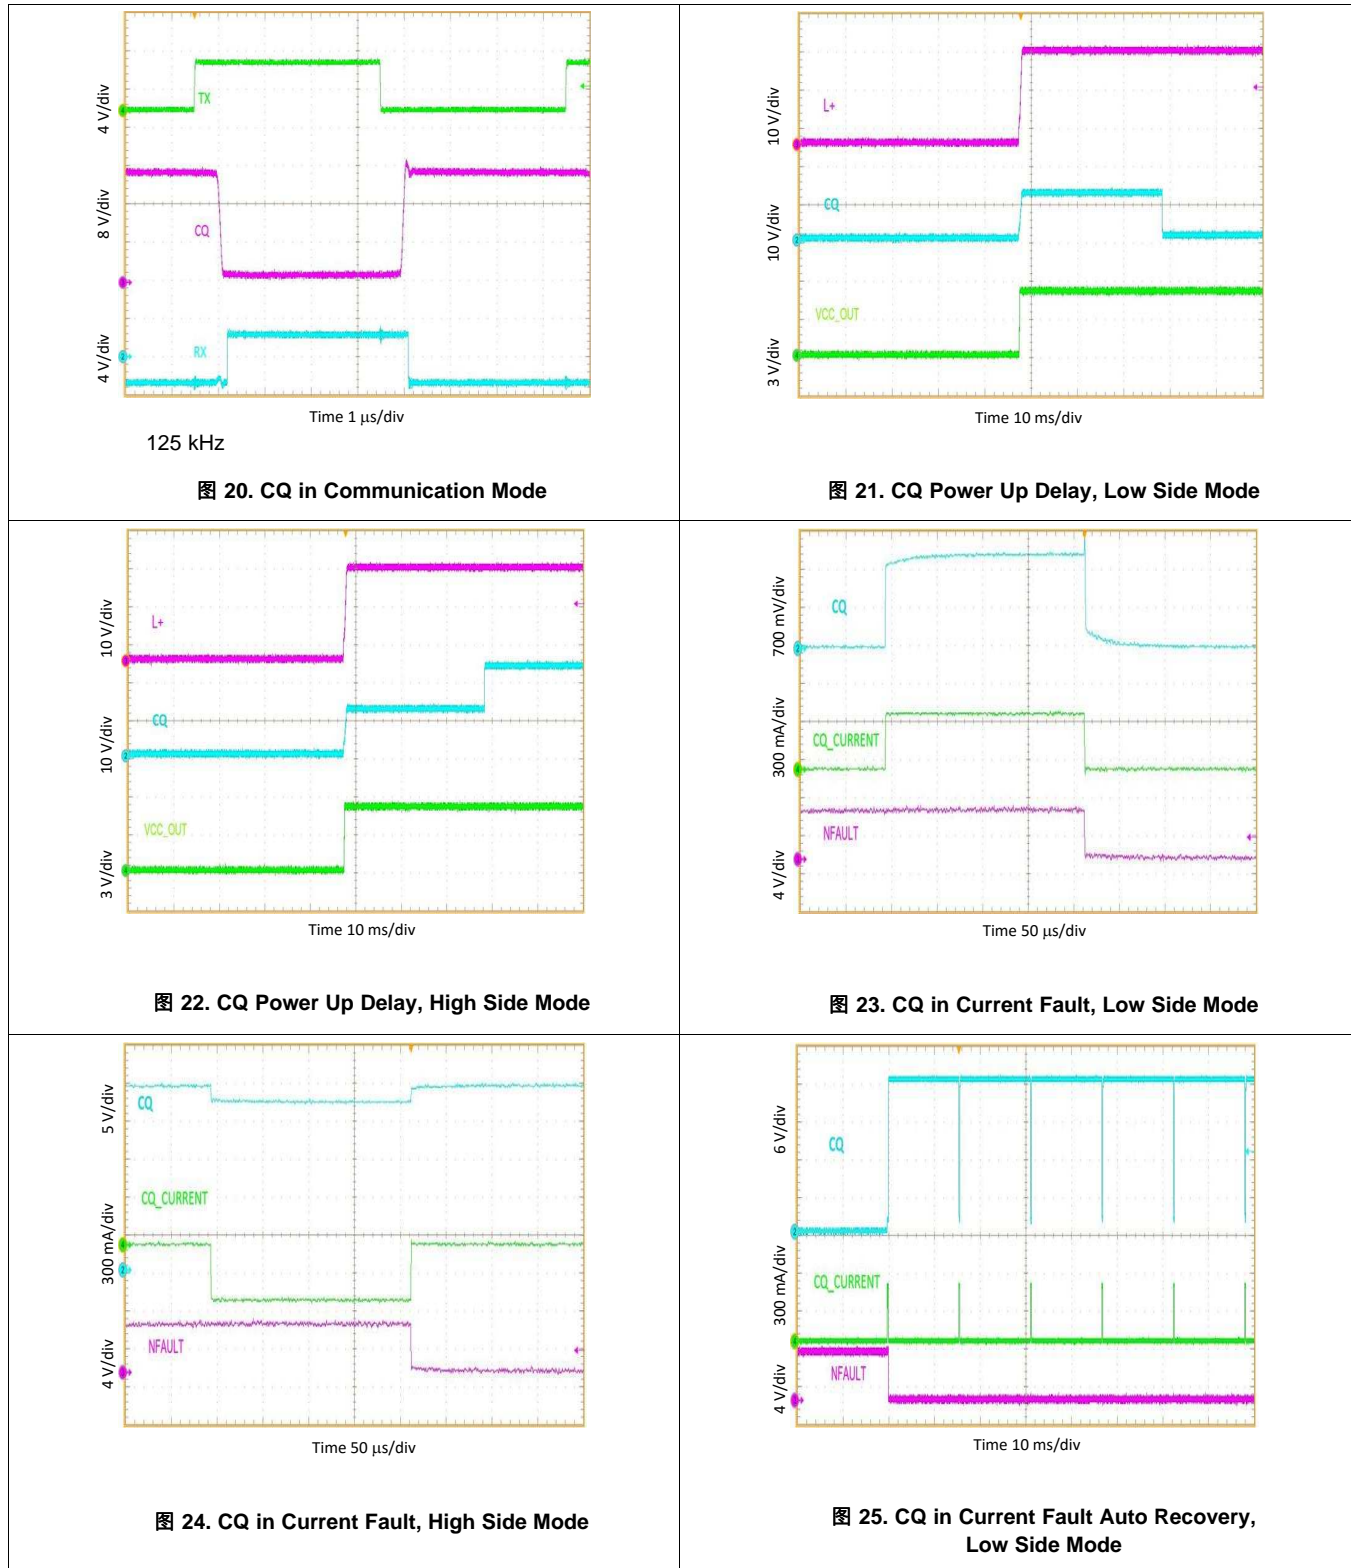 4 V/div
TX
8 V/div
CQ
4 V/div
RX
Time 1 μs/div
125 kHz
图 20. CQ in Communication Mode
10 V/div
L+
10 V/div
CQ
3 V/div
VCC_OUT
Time 10 ms/div
图 21. CQ Power Up Delay, Low Side Mode
10 V/div
L+
10 V/div
CQ
3 V/div
VCC_OUT
Time 10 ms/div
图 22. CQ Power Up Delay, High Side Mode
700 mV/div
CQ
300 mA/div
CQ_CURRENT
4 V/div
NFAULT
Time 50 μs/div
图 23. CQ in Current Fault, Low Side Mode
5 V/div
CQ
300 mA/div
CQ_CURRENT
4 V/div
NFAULT
Time 50 μs/div
图 24. CQ in Current Fault, High Side Mode
6 V/div
CQ
300 mA/div
CQ_CURRENT
4 V/div
NFAULT
Time 10 ms/div
图 25. CQ in Current Fault Auto Recovery,
Low Side Mode